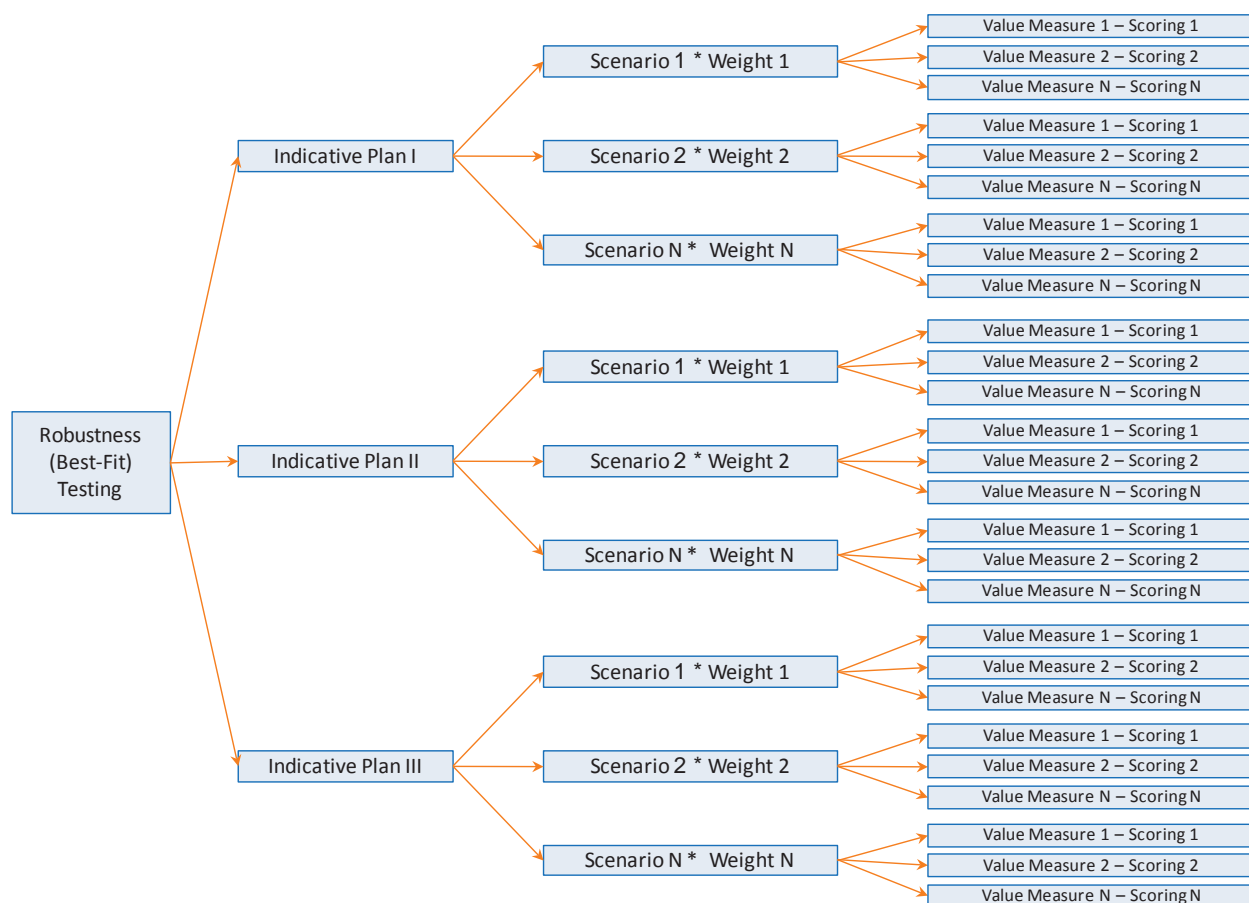 Robustness
(Best-Fit)
Testing
Indicative Plan I
Scenario 1 * Weight 1
Value Measure 1 – Scoring 1
Value Measure 2 – Scoring 2
Value Measure N – Scoring N
Scenario 2 * Weight 2
Value Measure 1 – Scoring 1
Value Measure 2 – Scoring 2
Value Measure N – Scoring N
Scenario N * Weight N
Value Measure 1 – Scoring 1
Value Measure 2 – Scoring 2
Value Measure N – Scoring N
Indicative Plan II
Scenario 1 * Weight 1
Value Measure 1 – Scoring 1
Value Measure 2 – Scoring 2
Value Measure N – Scoring N
Scenario 2 * Weight 2
Value Measure 1 – Scoring 1
Value Measure 2 – Scoring 2
Value Measure N – Scoring N
Scenario N * Weight N
Value Measure 1 – Scoring 1
Value Measure 2 – Scoring 2
Value Measure N – Scoring N
Indicative Plan III
Scenario 1 * Weight 1
Value Measure 1 – Scoring 1
Value Measure 2 – Scoring 2
Value Measure N – Scoring N
Scenario 2 * Weight 2
Value Measure 1 – Scoring 1
Value Measure 2 – Scoring 2
Value Measure N – Scoring N
Scenario N * Weight N
Value Measure 1 – Scoring 1
Value Measure 2 – Scoring 2
Value Measure N – Scoring N